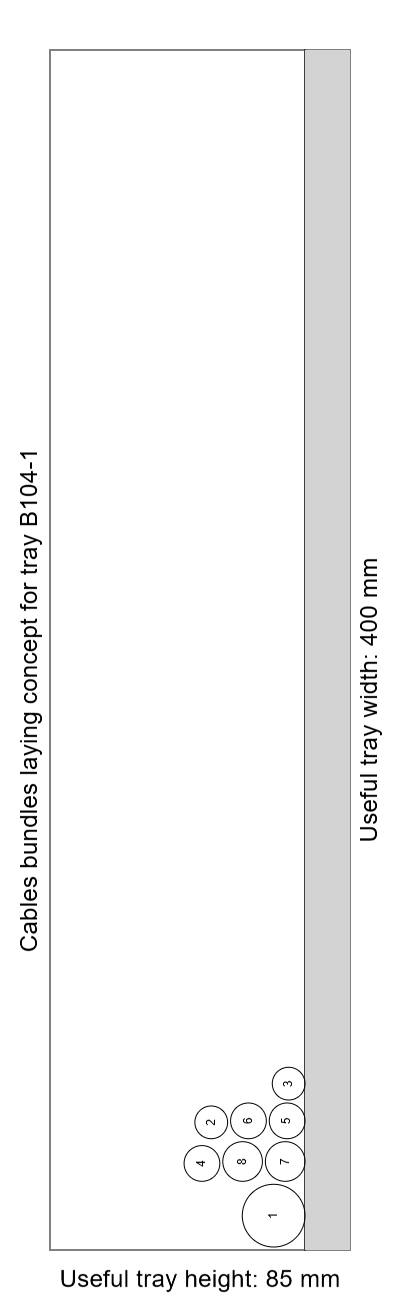 Cables bundles laying concept for tray B104-1
Useful tray width: 400 mm
3
2
6
5
4
8
7
1
Useful tray height: 85 mm